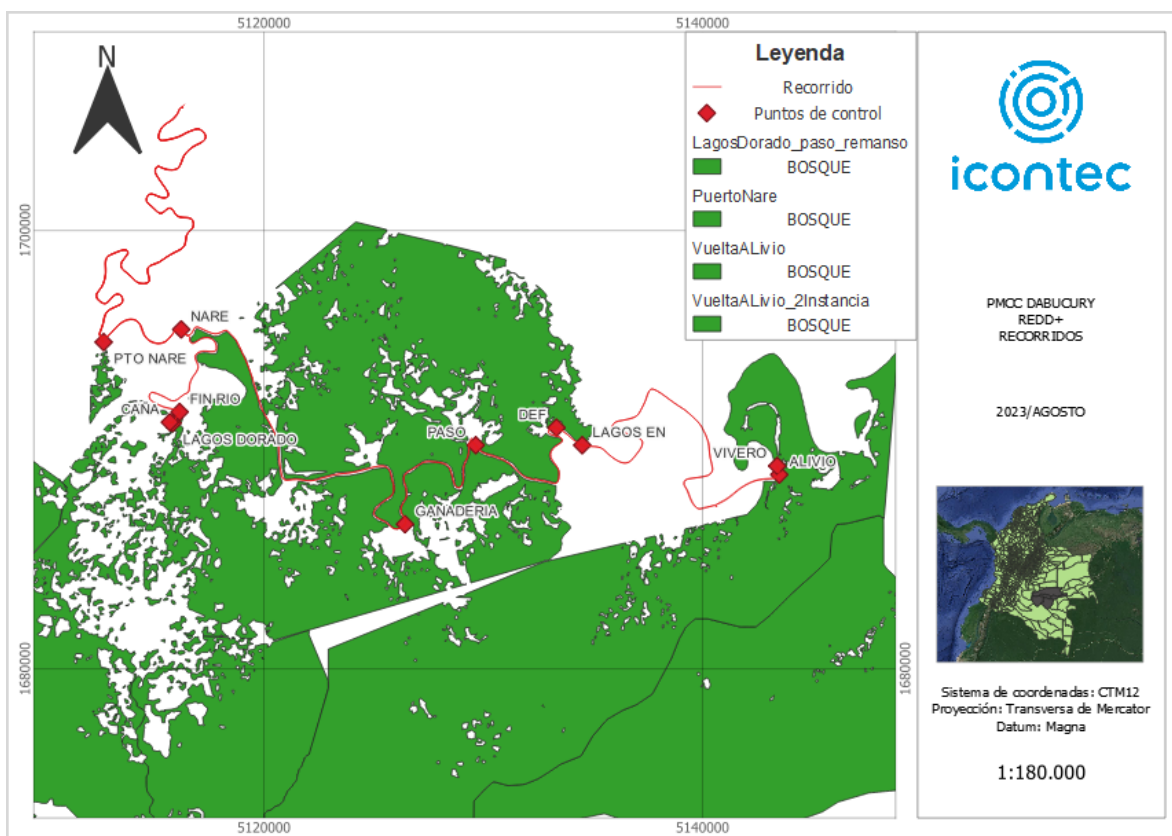 5120000
5140000
N
Leyenda
Recorrido
Puntos de control
LagosDorado_paso_remanso
BOSQUE
PuertoNare
BOSQUE
VueltaALivio
BOSQUE
VueltaALivio_2Instancia
BOSQUE
1700000
NARE
PTO NARE
FIN RIO
CAÑA
LAGOS DORADO
PASO
DEF
LAGOS EN
VIVERO
ALIVIO
GANADERIA
1680000
1680000
5120000
5140000
icontec
PMCC DABUCURY
REDD+
RECORRIDOS
2023/AGOSTO
Sistema de coordenadas: CTM12
Proyección: Transversa de Mercator
Datum: Magna
1:180.000